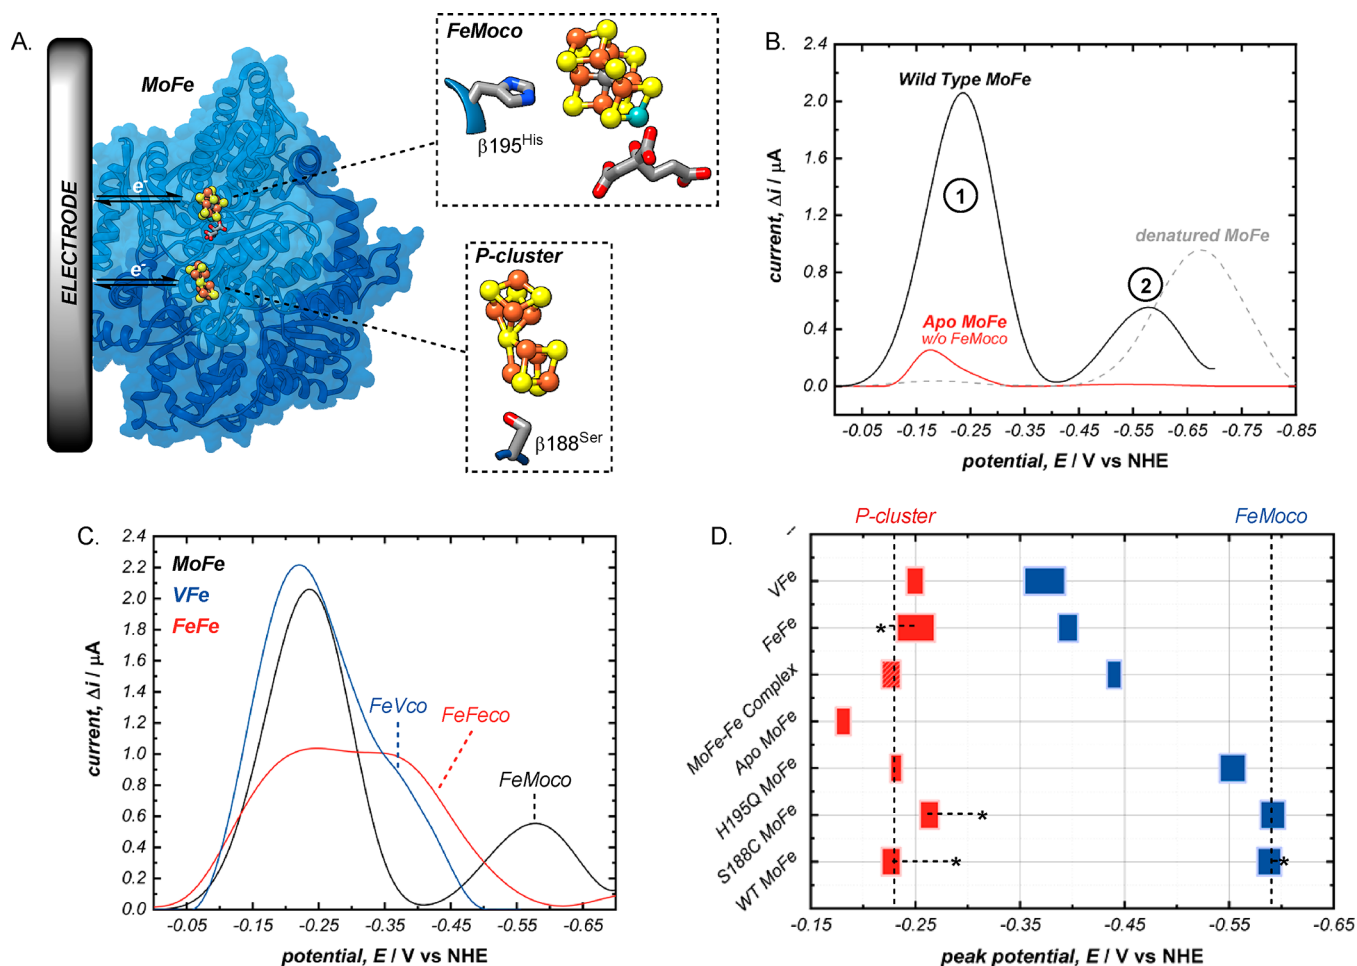 A.
ELECTRODE
MoFe
e-
e-
FeMoco
β195His
P-cluster
β188Ser
B.
current, Δi / μA
2.4
2.0
1.6
1.2
0.8
0.4
0.0
Wild Type MoFe
1
denatured MoFe
2
Apo MoFe
w/o FeMoco
-0.05 -0.15 -0.25 -0.35 -0.45 -0.55 -0.65 -0.75 -0.85
potential, E / V vs NHE
C.
current, Δi / μA
2.4
2.2
2.0
1.8
1.6
1.4
1.2
1.0
0.8
0.6
0.4
0.2
0.0
MoFe
VFe
FeFe
FeVco
FeFeco
FeMoco
-0.05 -0.15 -0.25 -0.35 -0.45 -0.55 -0.65
potential, E / V vs NHE
D.
P-cluster
FeMoco
--
VFe
FeFe
MoFe-Fe Complex
Apo MoFe
H195Q MoFe
S188C MoFe
WT MoFe
*
*
*
*
-0.15 -0.25 -0.35 -0.45 -0.55 -0.65
peak potential, E / V vs NHE